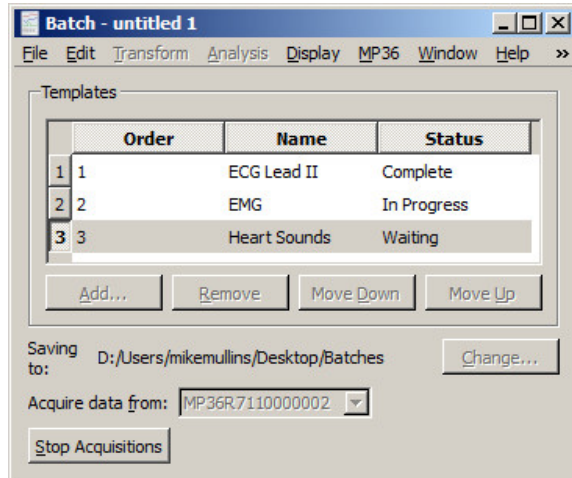 Batch - untitled 1
File Edit Transform Analysis Display MP36 Window Help »
Templates
Order Name Status
1 1 ECG Lead II Complete
2 2 EMG In Progress
3 3 Heart Sounds Waiting
Add... Remove Move Down Move Up
Saving to: D:/Users/mikemullins/Desktop/Batches Change...
Acquire data from: MP36R7110000002
Stop Acquisitions